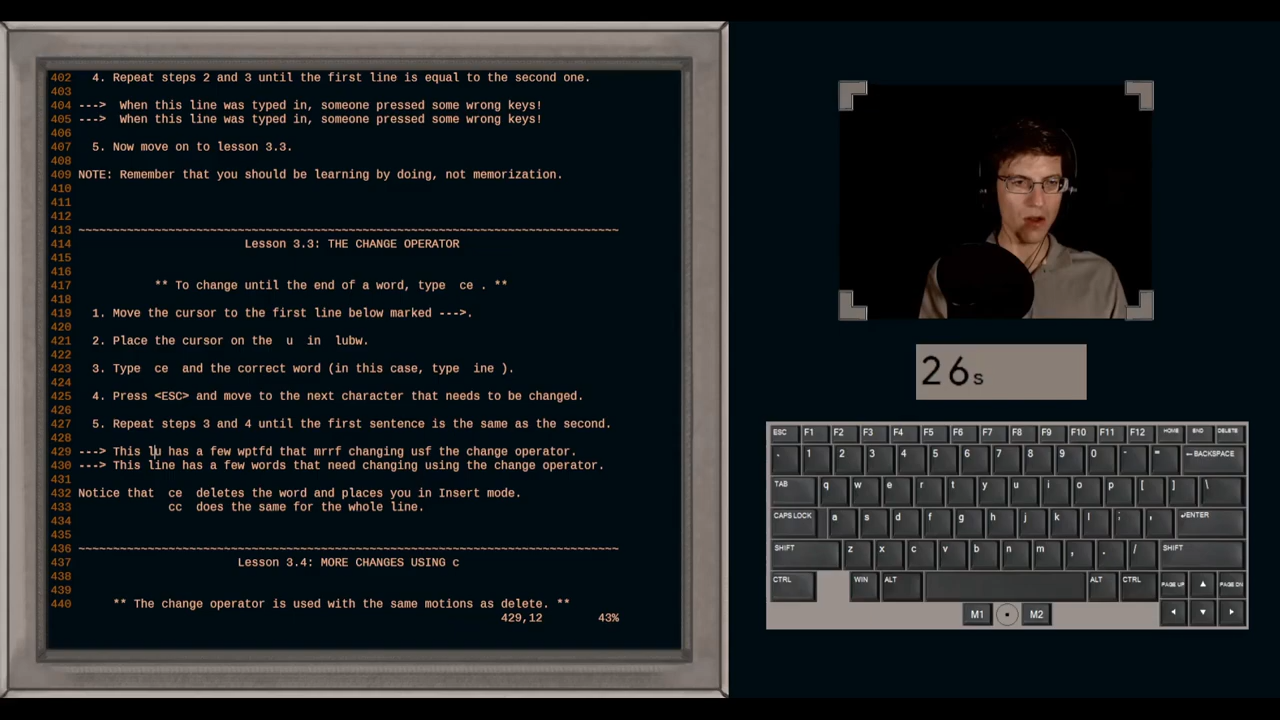 402 4. Repeat steps 2 and 3 until the first line is equal to the second one.
403
404 ---> When this line was typed in, someone pressed some wrong keys!
405 ---> When this line was typed in, someone pressed some wrong keys!
406
407 5. Now move on to lesson 3.3.
408
409 NOTE: Remember that you should be learning by doing, not memorization.
410
411
412
413 ~~~~~~~~~~~~~~~~~~~~~~~~~~~~~~~~~~~~~~~~~~~~~~~~~~~~~~~~~~~~~~~~~~~~~~~~~~~~~~
414 Lesson 3.3: THE CHANGE OPERATOR
415
416
417 ** To change until the end of a word, type ce . **
418
419 1. Move the cursor to the first line below marked --->.
420
421 2. Place the cursor on the u in lubw.
422
423 3. Type ce and the correct word (in this case, type ine ).
424
425 4. Press <ESC> and move to the next character that needs to be changed.
426
427 5. Repeat steps 3 and 4 until the first sentence is the same as the second.
428
429 ---> This lu has a few wptfd that mrrf changing usf the change operator.
430 ---> This line has a few words that need changing using the change operator.
431
432 Notice that ce deletes the word and places you in Insert mode.
433 cc does the same for the whole line.
434
435
436 ~~~~~~~~~~~~~~~~~~~~~~~~~~~~~~~~~~~~~~~~~~~~~~~~~~~~~~~~~~~~~~~~~~~~~~~~~~~~~~
437 Lesson 3.4: MORE CHANGES USING c
438
439
440 ** The change operator is used with the same motions as delete. **
429,12 43%
26s
ESC F1 F2 F3 F4 F5 F6 F7 F8 F9 F10 F11 F12 HOME END DELETE
` 1 2 3 4 5 6 7 8 9 0 - = ←BACKSPACE
TAB q w e r t y u i o p [ ] \
CAPS LOCK a s d f g h j k l ; ' ↵ENTER
SHIFT z x c v b n m , . / SHIFT
CTRL WIN ALT ALT CTRL PAGE UP ▲ PAGE DN
M1 M2 ◄ ▼ ►